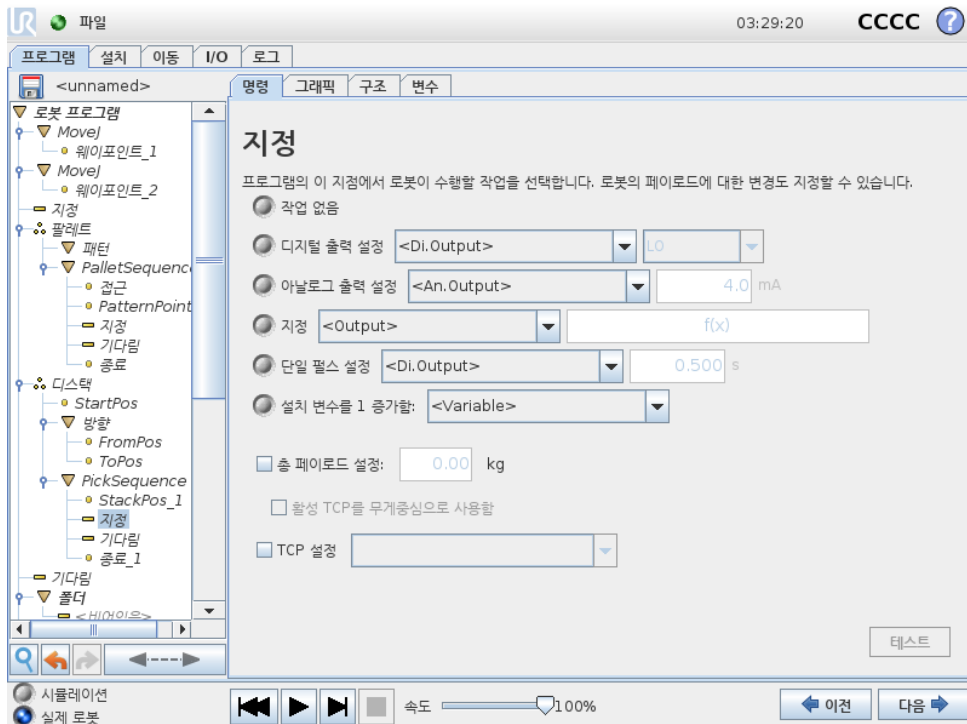 UR 파일 03:29:20 CCCC ?
프로그램 설치 이동 I/O 로그
<unnamed> 명령 그래픽 구조 변수
로봇 프로그램
MoveJ
웨이포인트_1
MoveJ
웨이포인트_2
지정
팔레트
패턴
PalletSequenc
접근
PatternPoint
지정
기다림
종료
디스택
StartPos
방향
FromPos
ToPos
PickSequence
StackPos_1
지정
기다림
종료_1
기다림
폴더
<비어있음>
지정
프로그램의 이 지점에서 로봇이 수행할 작업을 선택합니다. 로봇의 페이로드에 대한 변경도 지정할 수 있습니다.
작업 없음
디지털 출력 설정 <Di.Output> LO
아날로그 출력 설정 <An.Output> 4.0 mA
지정 <Output> f(x)
단일 펄스 설정 <Di.Output> 0.500 s
설치 변수를 1 증가함: <Variable>
총 페이로드 설정: 0.00 kg
활성 TCP를 무게중심으로 사용함
TCP 설정
테스트
시뮬레이션
실제 로봇
속도 100%
이전 다음